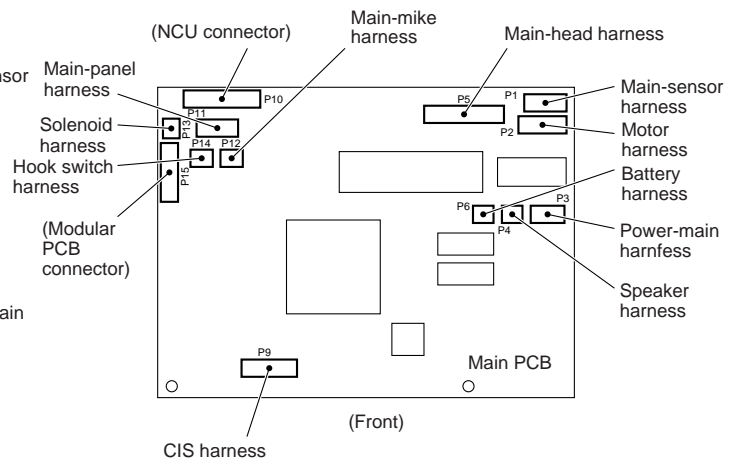 (NCU connector)
Main-mike
harness
Main-head harness
nsor
Main-panel
harness
Solenoid
harness
Hook switch
harness
(Modular
PCB
connector)
ain
P10
P11
P13
P14
P12
P15
P5
P1
P2
Main-sensor
harness
Motor
harness
Battery
harness
P6
P4
P3
Power-main
harnfess
Speaker
harness
P9
Main PCB
(Front)
CIS harness